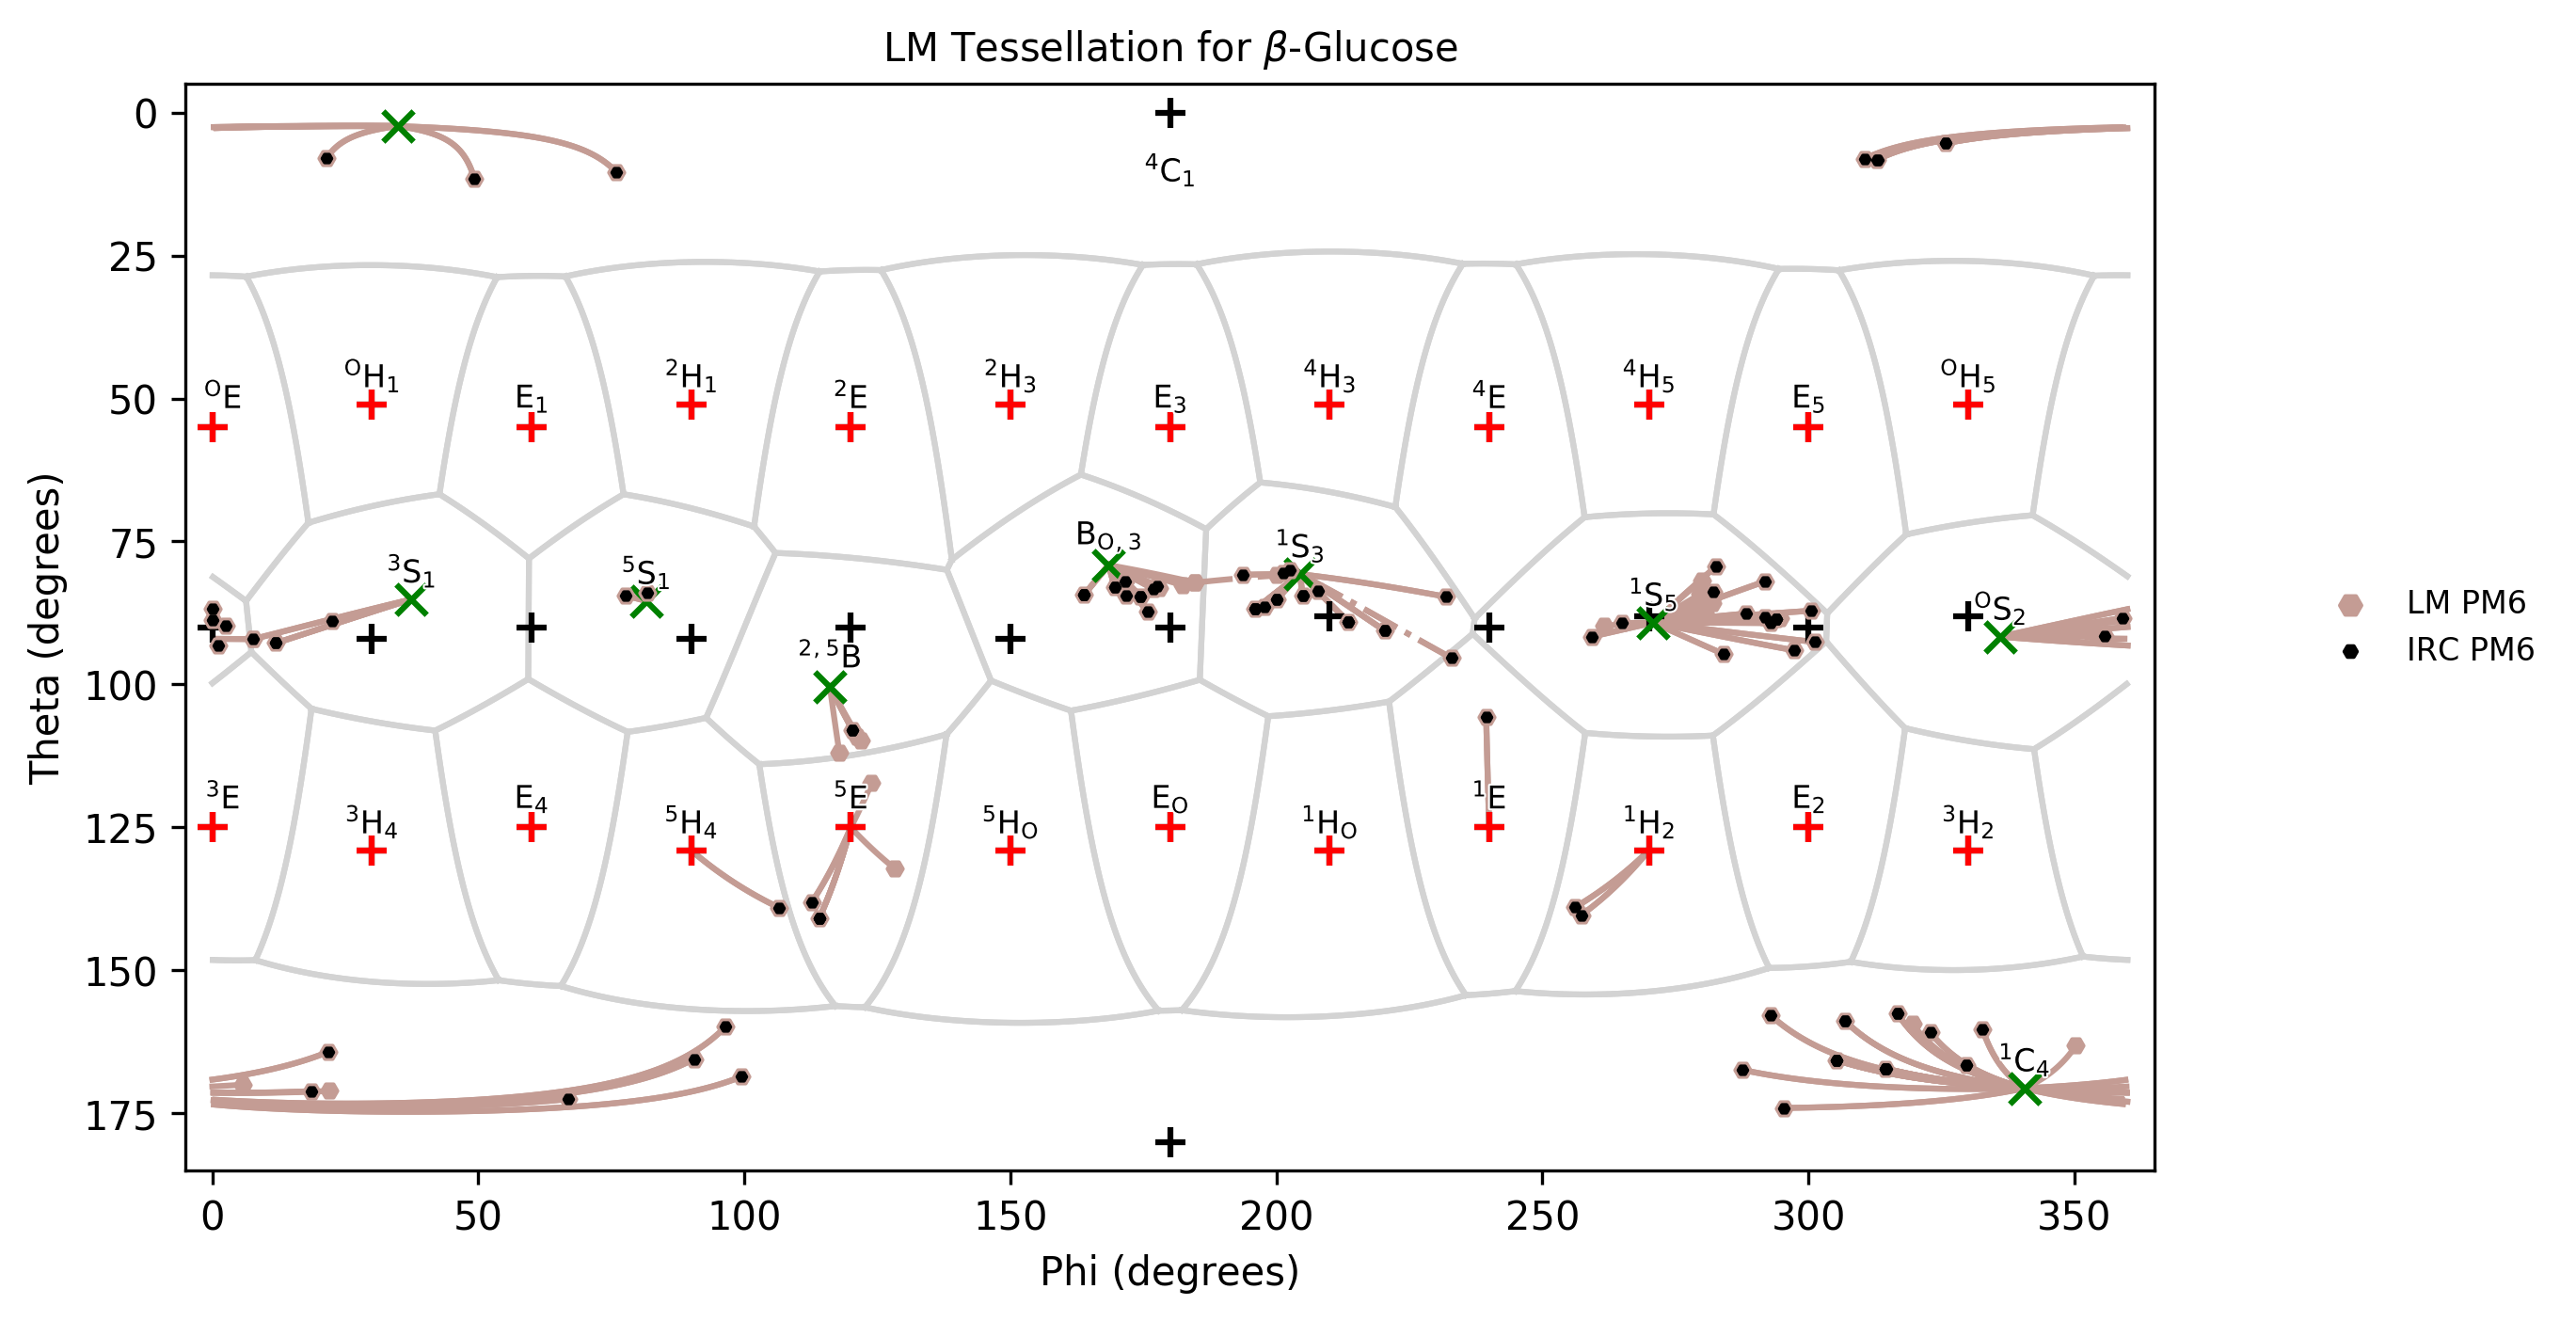 LM Tessellation for β-Glucose
0
⁴C₁
25
ᴼH₁ ²H₁ ²H₃ ⁴H₃ ⁴H₅ ᴼH₅
50 ᴼE E₁ ²E E₃ ⁴E E₅
75 B_O,3 ¹S₃
³S₁ ⁵S₁ ¹S₅ ᴼS₂
2,5B
100
³E E₄ ⁵E E_O ¹E E₂
125 ³H₄ ⁵H₄ ⁵H_O ¹H_O ¹H₂ ³H₂
150
¹C₄
175
0 50 100 150 200 250 300 350
Phi (degrees)
Theta (degrees)
LM PM6
IRC PM6